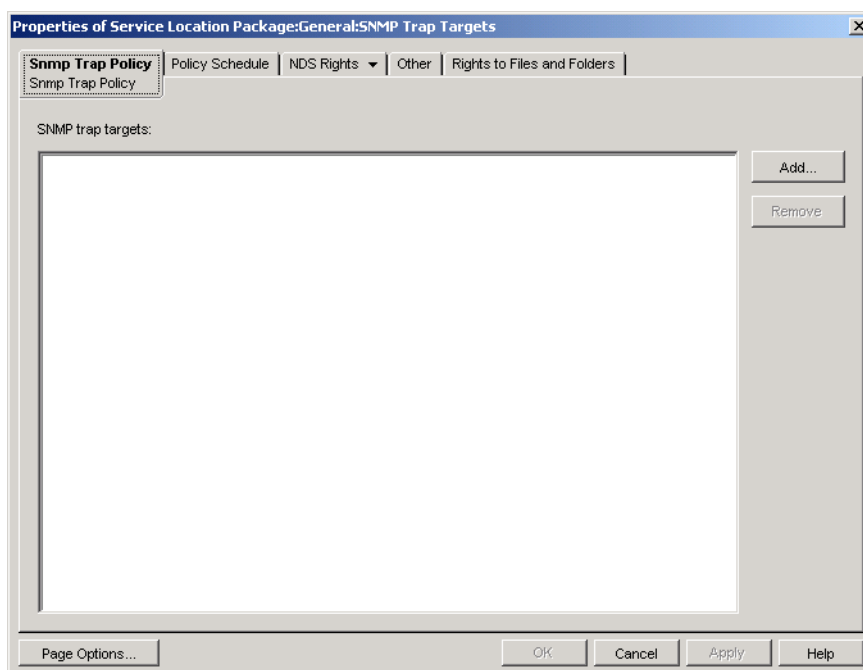 Properties of Service Location Package:General:SNMP Trap Targets
Snmp Trap Policy Policy Schedule NDS Rights Other Rights to Files and Folders
Snmp Trap Policy
SNMP trap targets:
Add...
Remove
Page Options... OK Cancel Apply Help